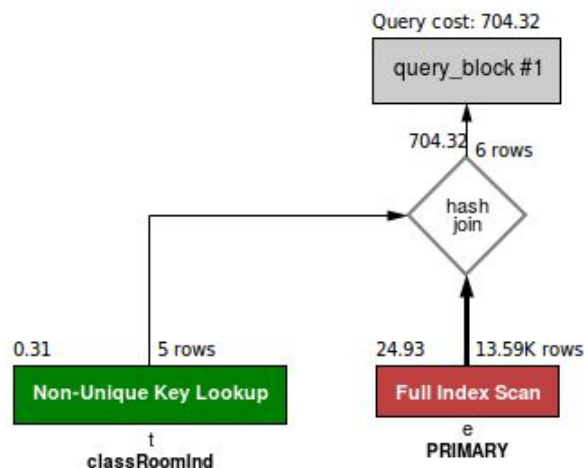 Query cost: 704.32
query_block #1
704.32
6 rows
hash
join
0.31
5 rows
24.93
13.59K rows
Non-Unique Key Lookup
Full Index Scan
t
classRoomInd
e
PRIMARY